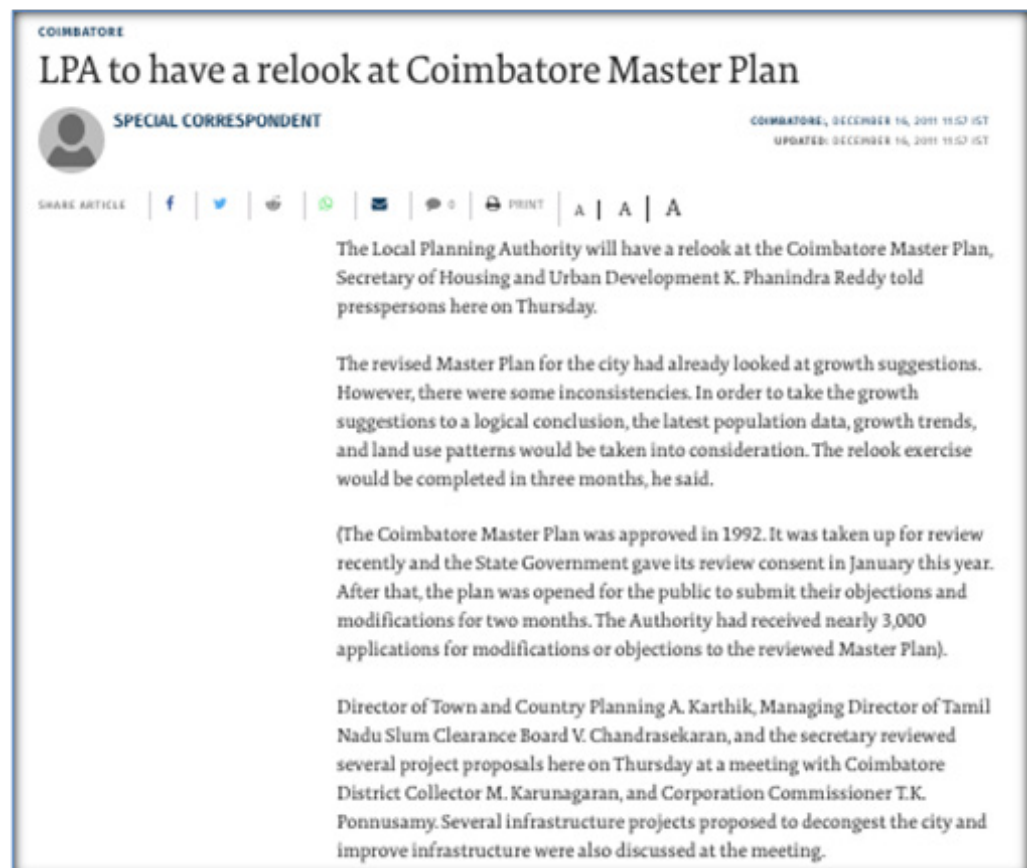 COIMBATORE
LPA to have a relook at Coimbatore Master Plan
SPECIAL CORRESPONDENT
COIMBATORE:, DECEMBER 16, 2011 11:57 IST
UPDATED: DECEMBER 16, 2011 11:57 IST
SHARE ARTICLE 0 PRINT A A A
The Local Planning Authority will have a relook at the Coimbatore Master Plan,
Secretary of Housing and Urban Development K. Phanindra Reddy told
presspersons here on Thursday.
The revised Master Plan for the city had already looked at growth suggestions.
However, there were some inconsistencies. In order to take the growth
suggestions to a logical conclusion, the latest population data, growth trends,
and land use patterns would be taken into consideration. The relook exercise
would be completed in three months, he said.
(The Coimbatore Master Plan was approved in 1992. It was taken up for review
recently and the State Government gave its review consent in January this year.
After that, the plan was opened for the public to submit their objections and
modifications for two months. The Authority had received nearly 3,000
applications for modifications or objections to the reviewed Master Plan).
Director of Town and Country Planning A. Karthik, Managing Director of Tamil
Nadu Slum Clearance Board V. Chandrasekaran, and the secretary reviewed
several project proposals here on Thursday at a meeting with Coimbatore
District Collector M. Karunagaran, and Corporation Commissioner T.K.
Ponnusamy. Several infrastructure projects proposed to decongest the city and
improve infrastructure were also discussed at the meeting.